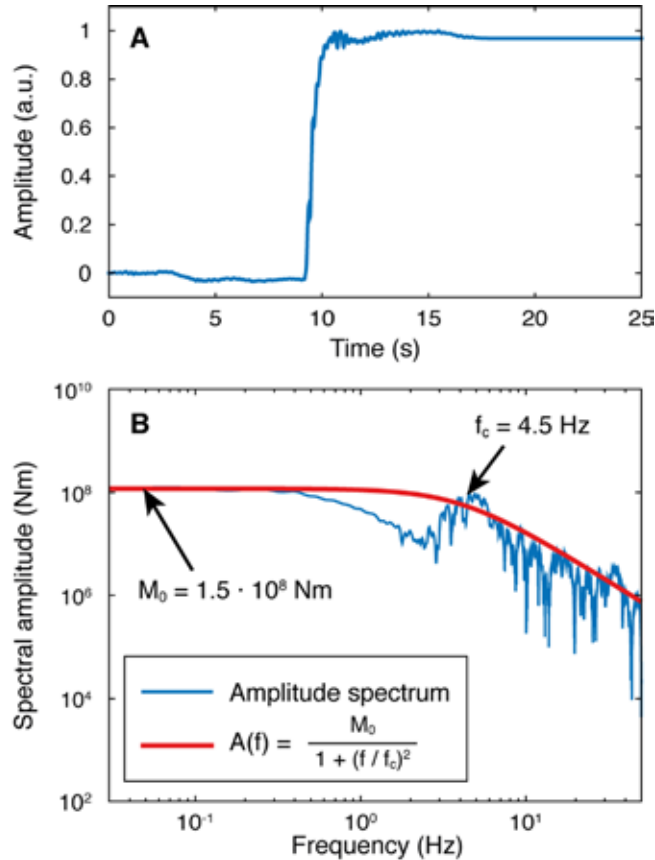 A
Amplitude (a.u.)
1
0.8
0.6
0.4
0.2
0
0 5 10 15 20 25
Time (s)
B
Spectral amplitude (Nm)
10¹⁰
10⁸
10⁶
10⁴
10²
f_c = 4.5 Hz
M₀ = 1.5 · 10⁸ Nm
Amplitude spectrum
A(f) = M₀ / 1 + (f / f_c)²
10⁻¹ 10⁰ 10¹
Frequency (Hz)